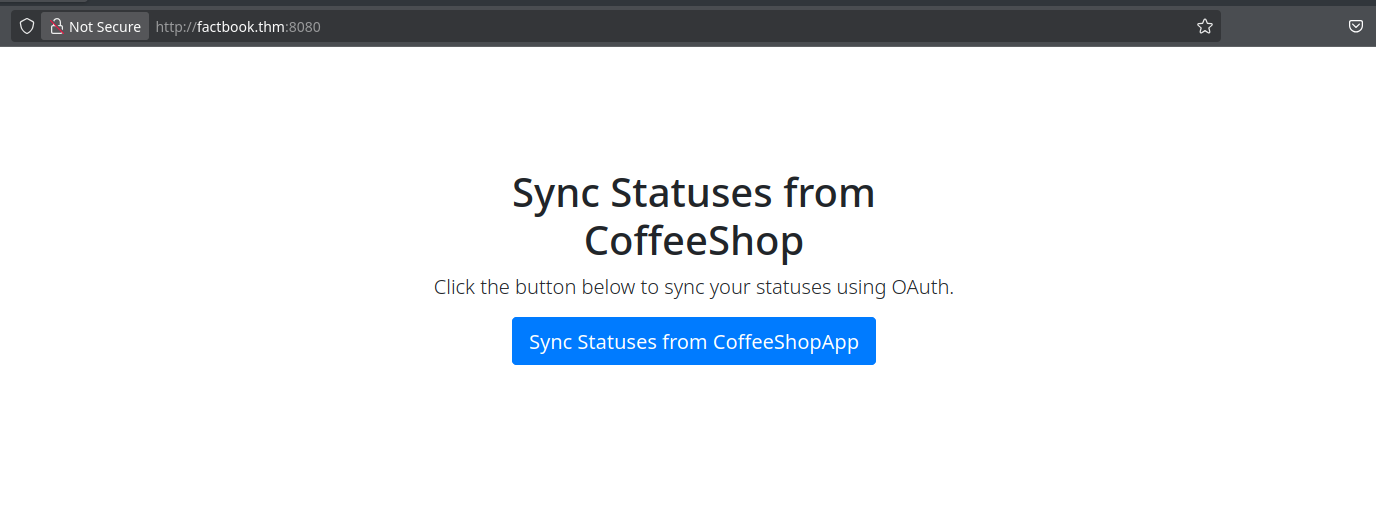 Not Secure http://factbook.thm:8080
Sync Statuses from
CoffeeShop
Click the button below to sync your statuses using OAuth.
Sync Statuses from CoffeeShopApp